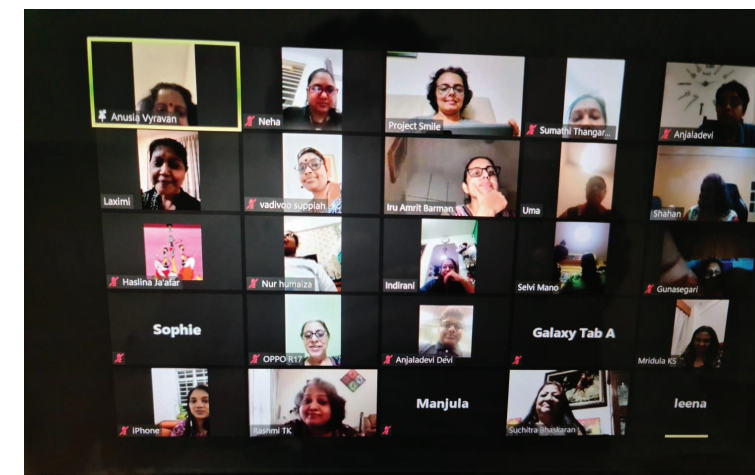 Anusia Vyravan
Neha
Project Smile
Sumathi Thangar...
Anjaladevi
Laximi
vadivoo suppiah
Iru Amrit Barman
Uma
Shahan
Haslina Ja'afar
Nur humaiza
Indirani
Selvi Mano
Gunasegari
Sophie
OPPO R17
Anjaladevi Devi
Galaxy Tab A
Mridula KS
iPhone
Rashmi TK
Manjula
Suchitra Bhaskaran
leena